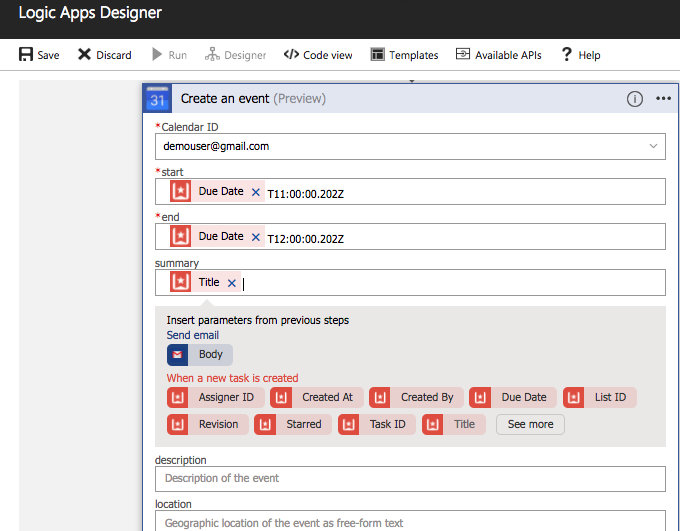 Logic Apps Designer
Save Discard Run Designer Code view Templates Available APIs ? Help
31 Create an event (Preview)
*Calendar ID
demouser@gmail.com
*start
Due Date × T11:00:00.202Z
*end
Due Date × T12:00:00.202Z
summary
Title ×
Insert parameters from previous steps
Send email
Body
When a new task is created
Assigner ID Created At Created By Due Date List ID
Revision Starred Task ID Title See more
description
Description of the event
location
Geographic location of the event as free-form text